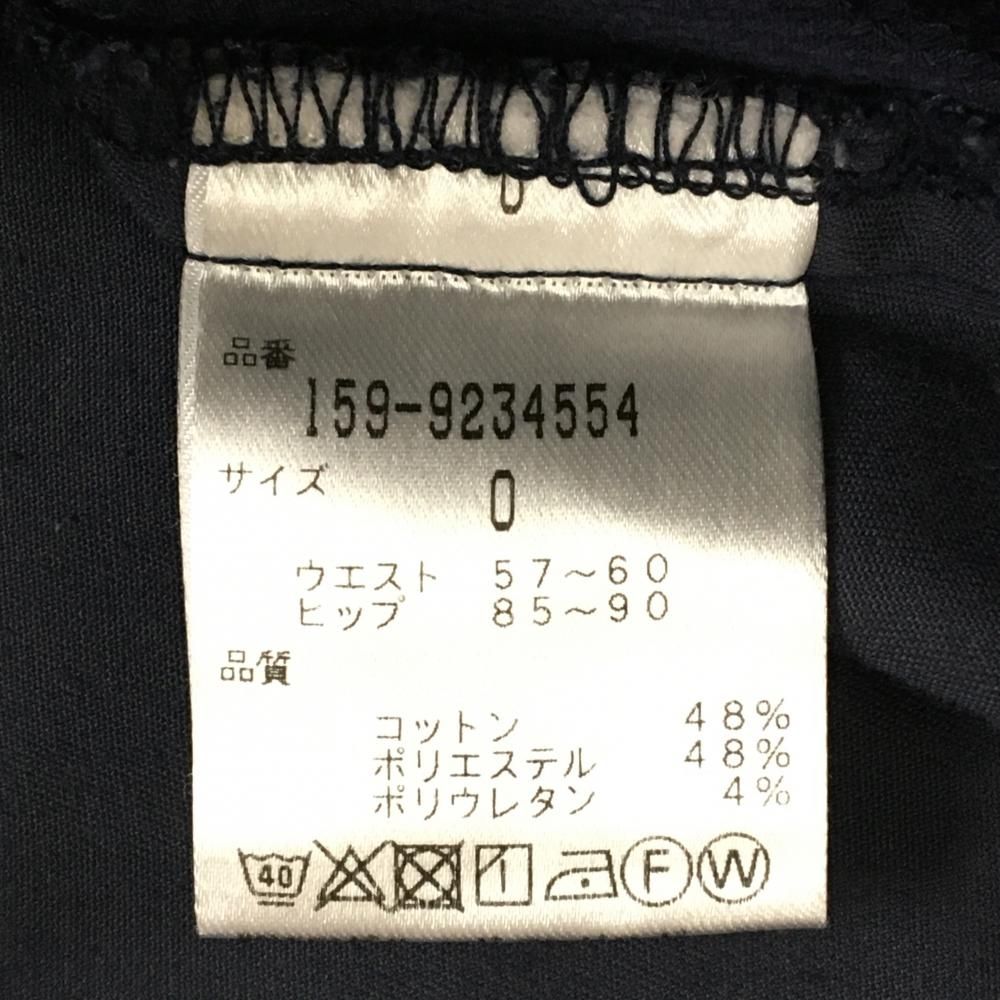 品番
159-9234554
サイズ 0
ウエスト 57～60
ヒップ 85～90
品質
コットン 48%
ポリエステル 48%
ポリウレタン 4%
40 F W